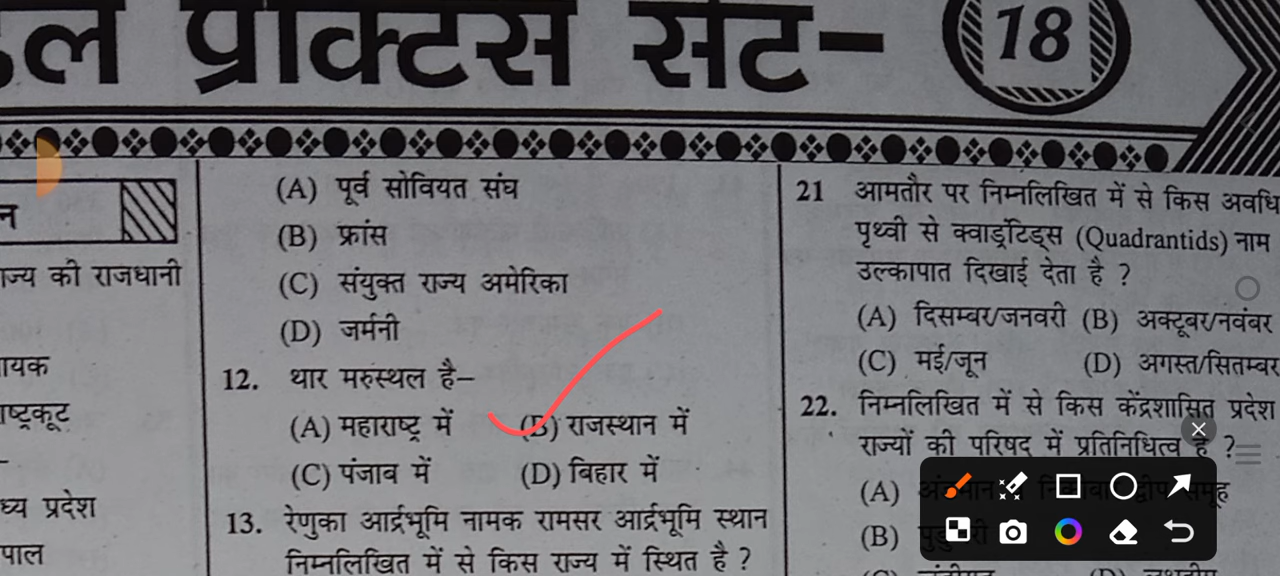 प्रैक्टिस सेट-
18
ज्य की राजधानी
ष्ट्रकूट
ध्य प्रदेश
पाल
(A) पूर्व सोवियत संघ
(B) फ्रांस
(C) संयुक्त राज्य अमेरिका
(D) जर्मनी
12. थार मरुस्थल है–
(A) महाराष्ट्र में (B) राजस्थान में
(C) पंजाब में (D) बिहार में
13. रेणुका आर्द्रभूमि नामक रामसर आर्द्रभूमि स्थान
निम्नलिखित में से किस राज्य में स्थित है ?
21 आमतौर पर निम्नलिखित में से किस अवधि
पृथ्वी से क्वाड्रंटिड्स (Quadrantids) नाम
उल्कापात दिखाई देता है ?
(A) दिसम्बर/जनवरी (B) अक्टूबर/नवंबर
(C) मई/जून (D) अगस्त/सितम्बर
22. निम्नलिखित में से किस केंद्रशासित प्रदेश
राज्यों की परिषद में प्रतिनिधित्व है ?
(A) अंडमान निकोबार द्वीप समूह
(B) पुडुचेरी